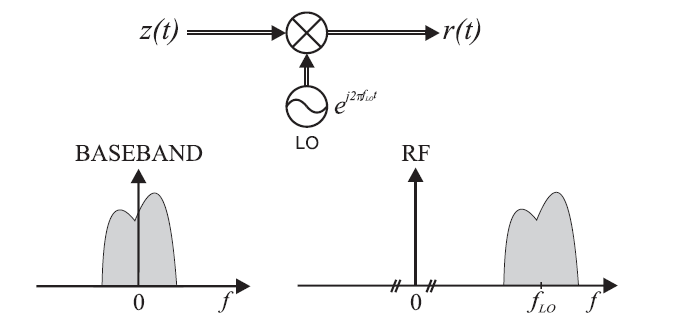 z(t) r(t)
e^{j2πf_{LO}t}
LO
BASEBAND RF
0 f 0 f_{LO} f